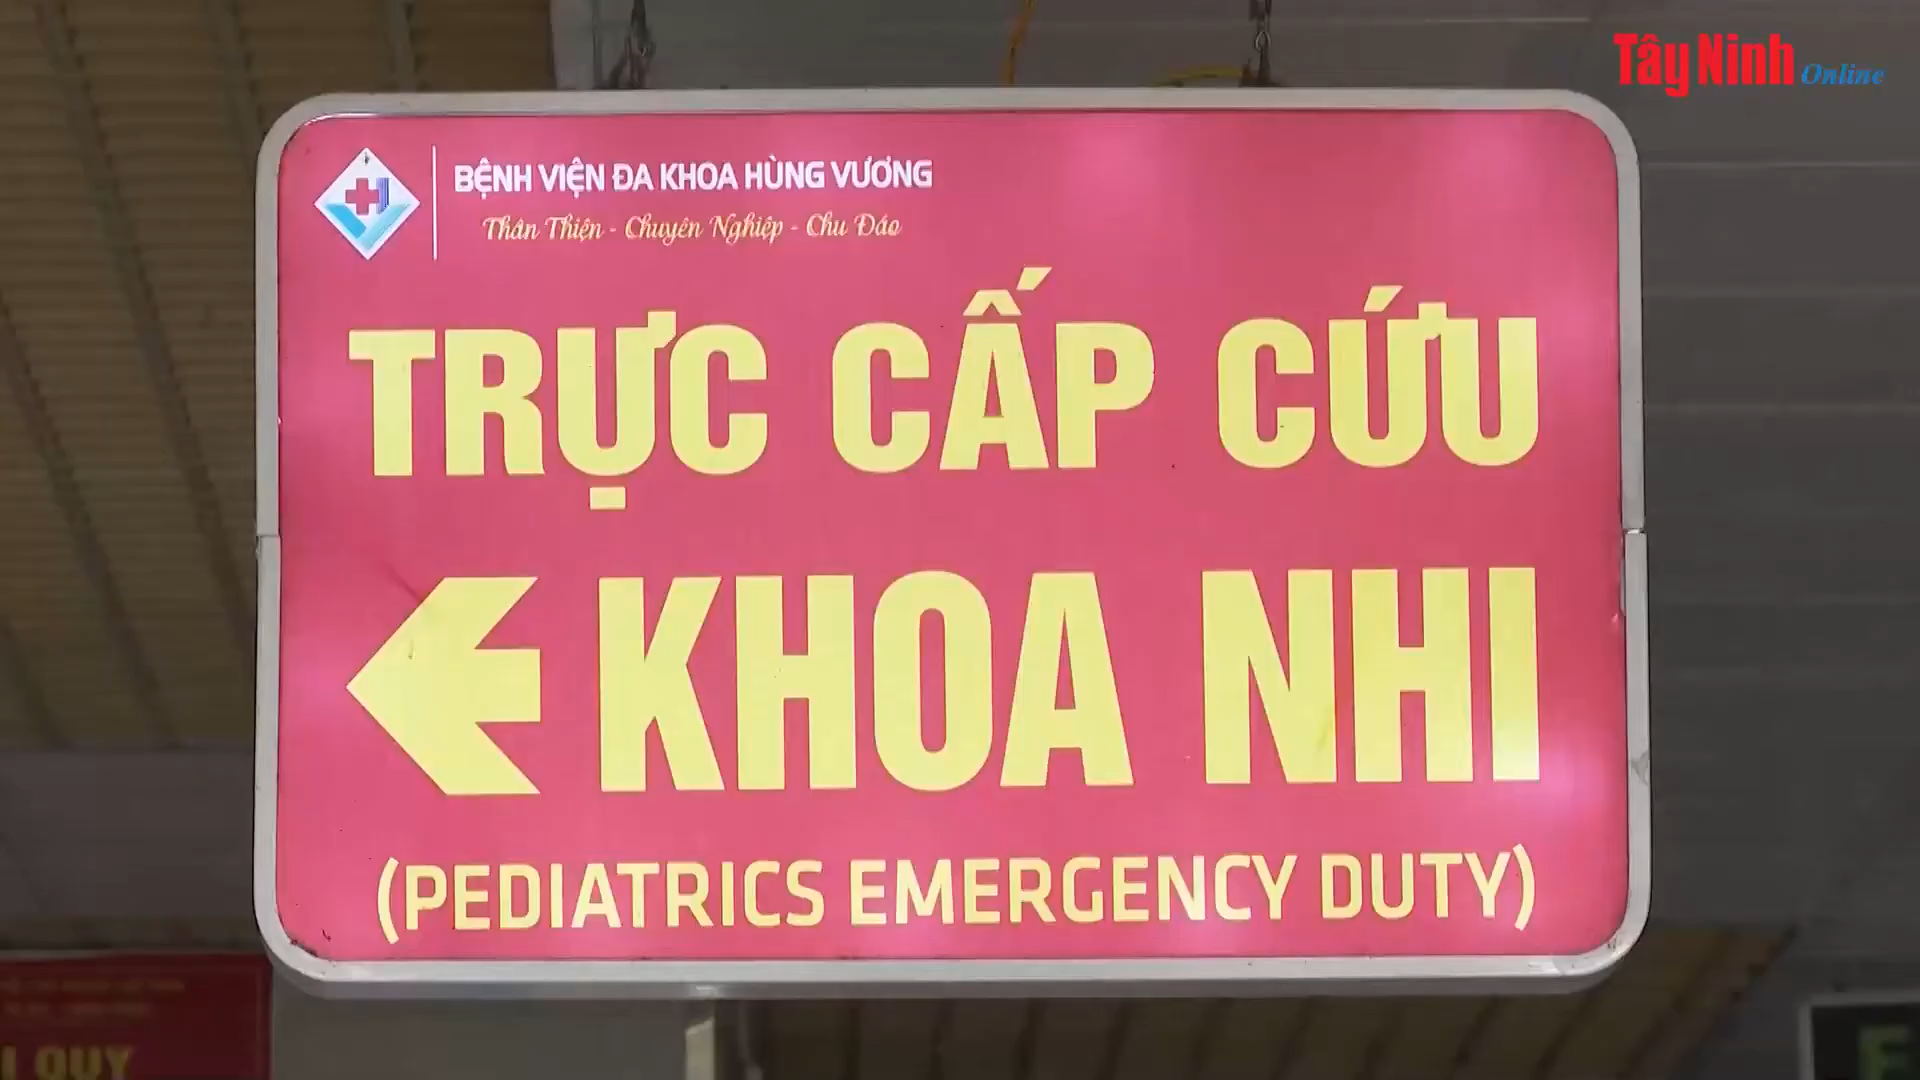 Tây Ninh Online
BỆNH VIỆN ĐA KHOA HÙNG VƯƠNG
Thân Thiện - Chuyên Nghiệp - Chu Đáo
TRỰC CẤP CỨU
KHOA NHI
(PEDIATRICS EMERGENCY DUTY)
QUY